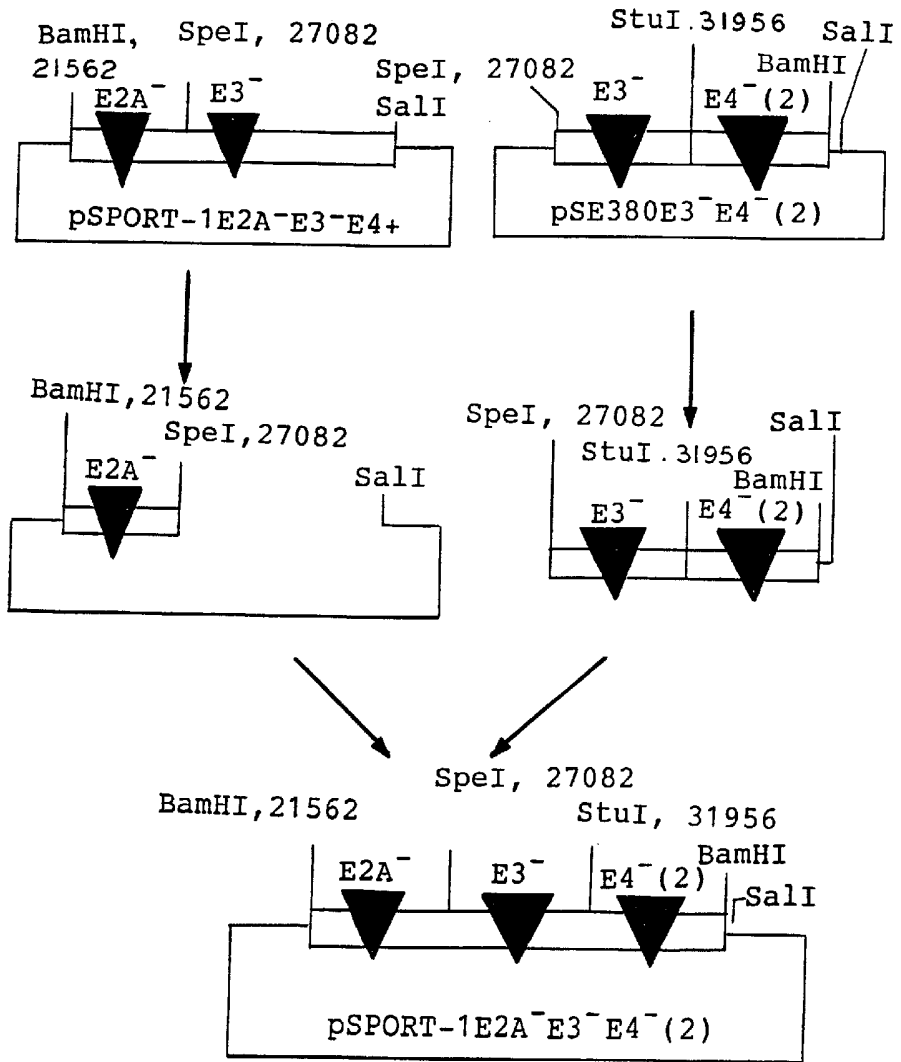 BamHI,
21562
SpeI, 27082
E2A⁻
E3⁻
SpeI, 27082
SalI
pSPORT-1E2A⁻E3⁻E4+
StuI.31956
SalI
BamHI
E3⁻
E4⁻(2)
pSE380E3⁻E4⁻(2)
BamHI,21562
SpeI,27082
E2A⁻
SalI
SpeI, 27082
StuI.31956
SalI
BamHI
E3⁻
E4⁻(2)
SpeI, 27082
BamHI,21562
StuI, 31956
BamHI
E2A⁻
E3⁻
E4⁻(2)
SalI
pSPORT-1E2A⁻E3⁻E4⁻(2)